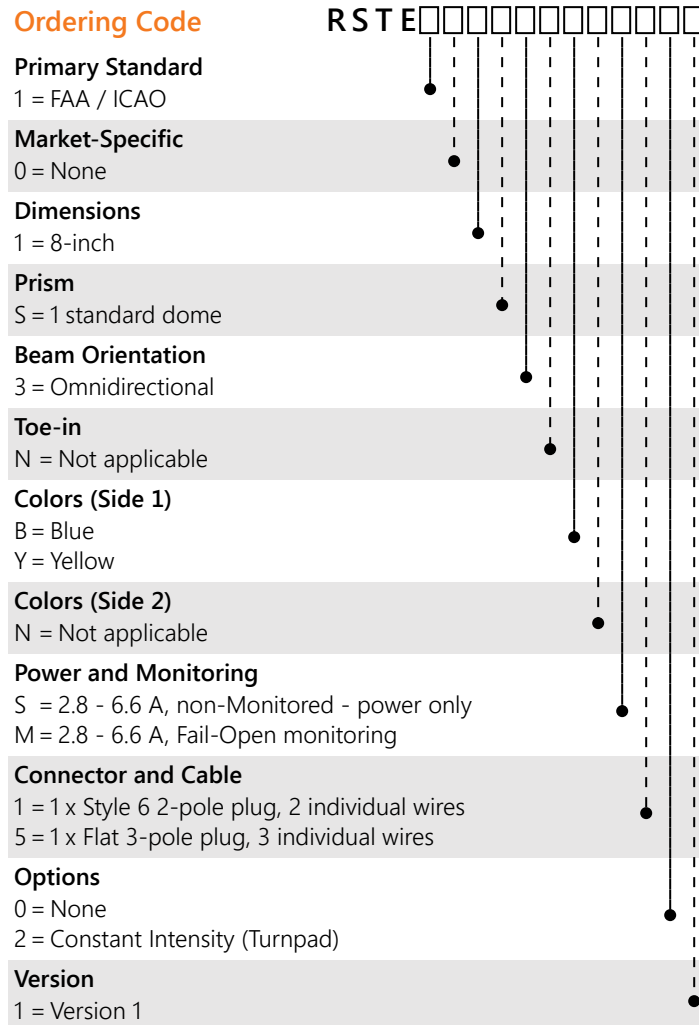 Ordering Code
RSTE
Primary Standard
1 = FAA / ICAO
Market-Specific
0 = None
Dimensions
1 = 8-inch
Prism
S = 1 standard dome
Beam Orientation
3 = Omnidirectional
Toe-in
N = Not applicable
Colors (Side 1)
B = Blue
Y = Yellow
Colors (Side 2)
N = Not applicable
Power and Monitoring
S = 2.8 - 6.6 A, non-Monitored - power only
M = 2.8 - 6.6 A, Fail-Open monitoring
Connector and Cable
1 = 1 x Style 6 2-pole plug, 2 individual wires
5 = 1 x Flat 3-pole plug, 3 individual wires
Options
0 = None
2 = Constant Intensity (Turnpad)
Version
1 = Version 1